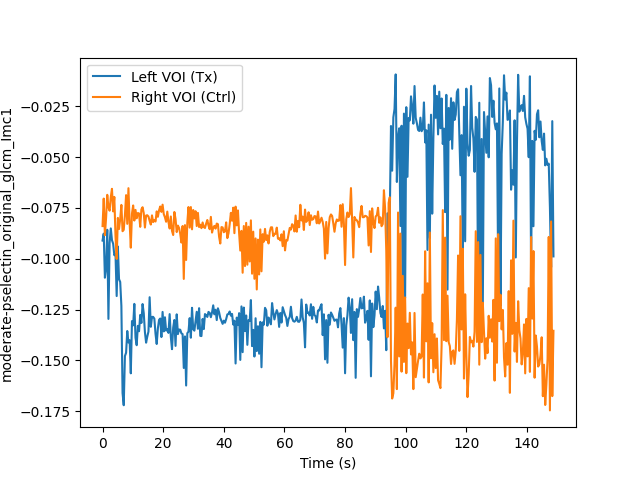 Left VOI (Tx)
Right VOI (Ctrl)
moderate-pselectin_original_glcm_Imc1
−0.025
−0.050
−0.075
−0.100
−0.125
−0.150
−0.175
0 20 40 60 80 100 120 140
Time (s)